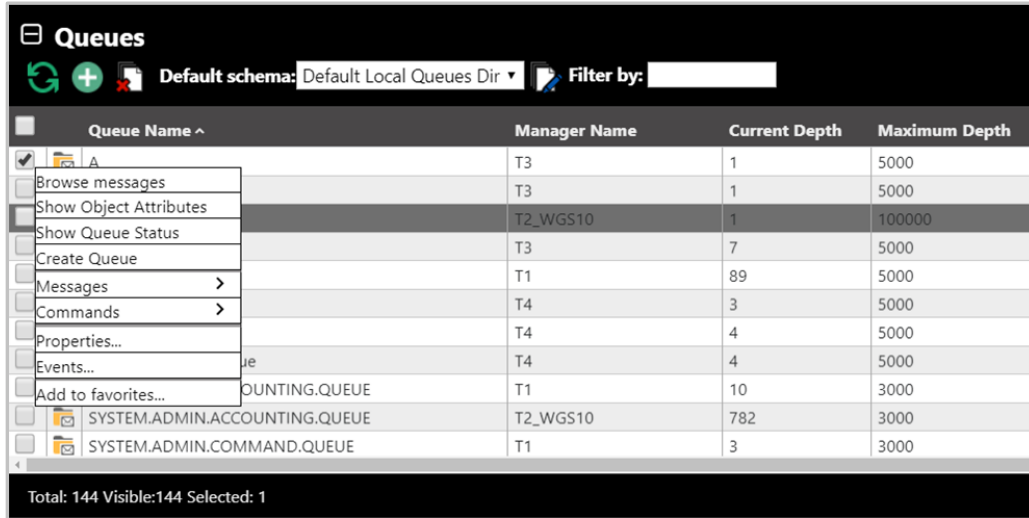 Queues
Default schema: Default Local Queues Dir Filter by:
Queue Name Manager Name Current Depth Maximum Depth
A T3 1 5000
Browse messages
T3 1 5000
Show Object Attributes
T2_WGS10 1 100000
Show Queue Status
T3 7 5000
Create Queue
T1 89 5000
Messages
T4 3 5000
Commands
T4 4 5000
Properties...
ue T4 4 5000
Events...
OUNTING.QUEUE T1 10 3000
Add to favorites...
SYSTEM.ADMIN.ACCOUNTING.QUEUE T2_WGS10 782 3000
SYSTEM.ADMIN.COMMAND.QUEUE T1 3 3000
Total: 144 Visible:144 Selected: 1